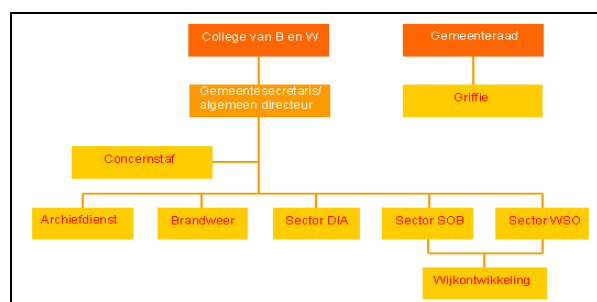 College van B en W
Gemeenteraad
Gemeentesecretaris/
algemeen directeur
Griffie
Concernstaf
Archiefdienst
Brandweer
Sector DIA
Sector SOB
Sector WSO
Wijkontwikkeling